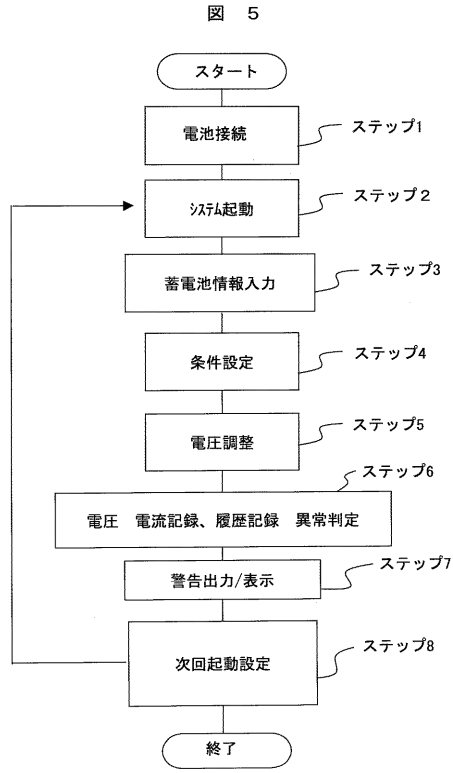 図 5
スタート
電池接続
ステップ1
システム起動
ステップ2
蓄電池情報入力
ステップ3
条件設定
ステップ4
電圧調整
ステップ5
ステップ6
電圧 電流記録、履歴記録 異常判定
ステップ7
警告出力/表示
次回起動設定
ステップ8
終了